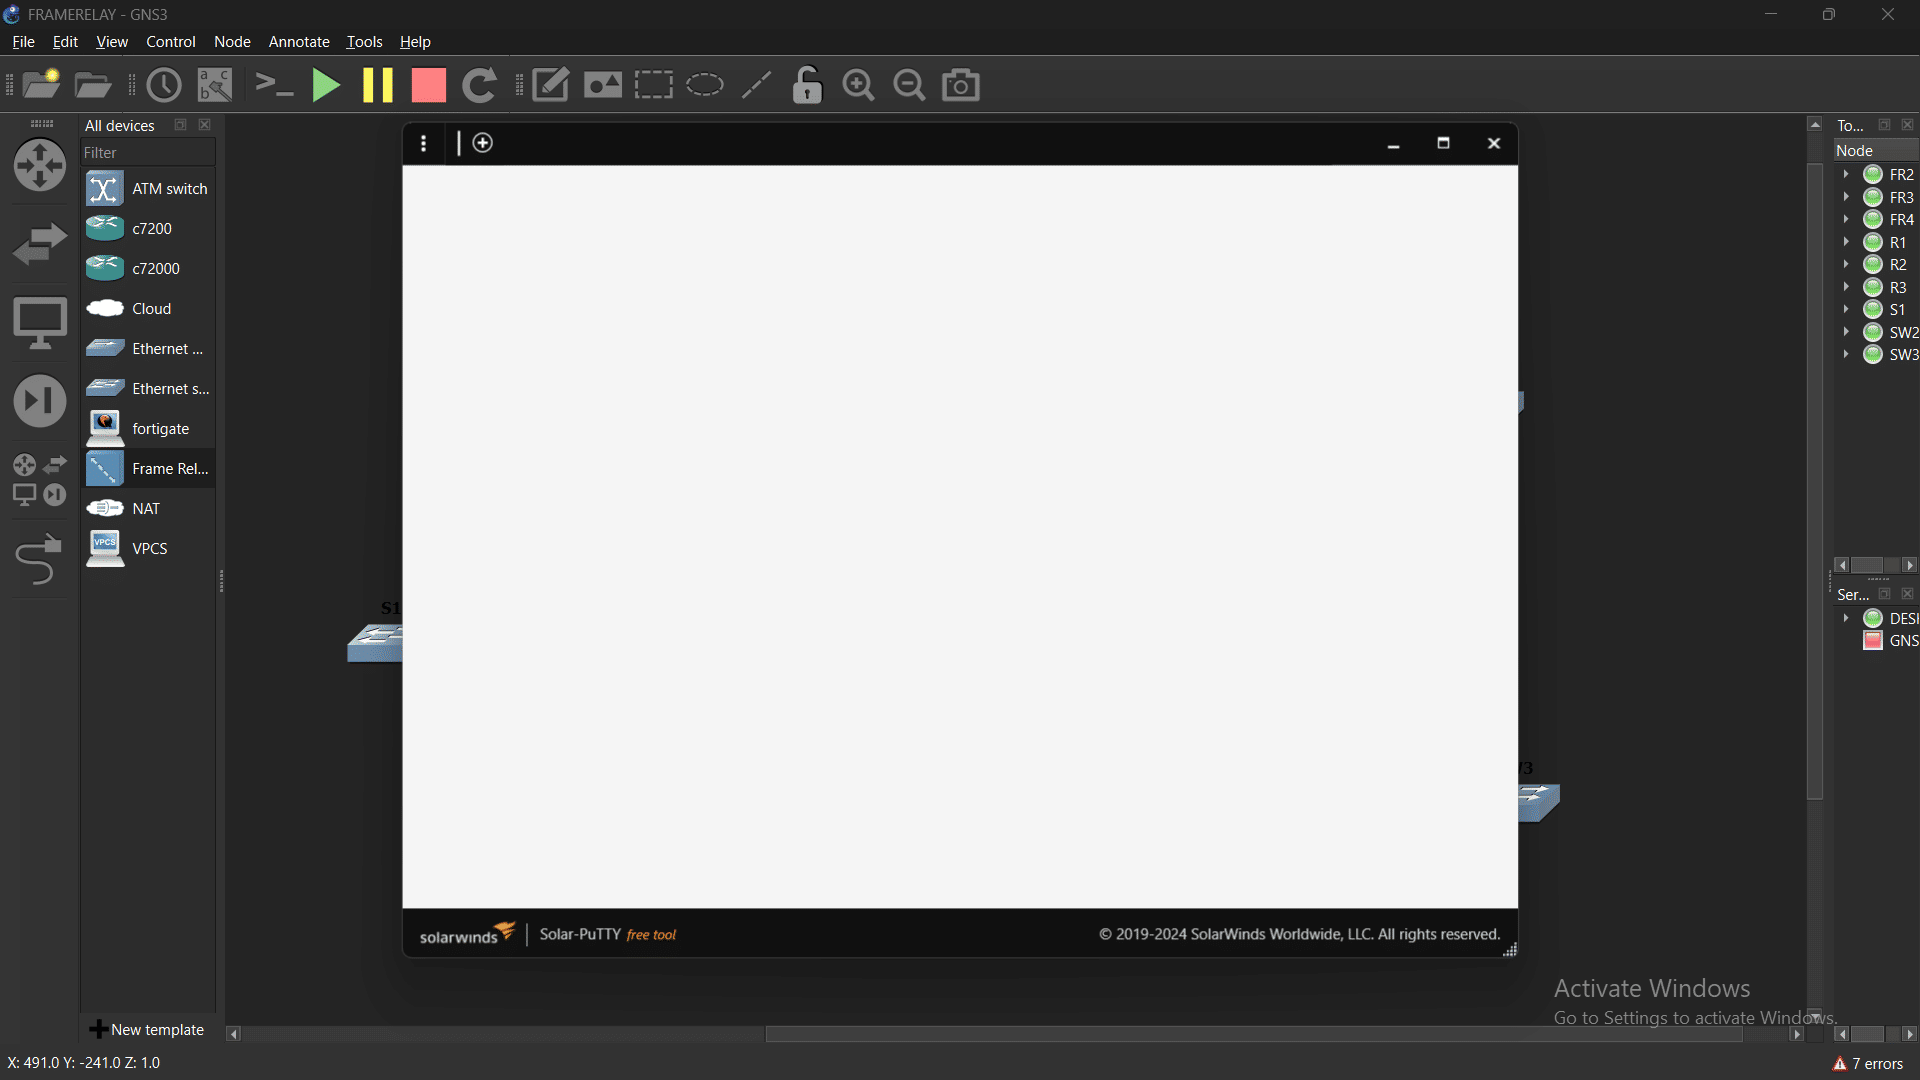 FRAMERELAY - GNS3
File Edit View Control Node Annotate Tools Help
All devices
Filter
ATM switch
c7200
c72000
Cloud
Ethernet ...
Ethernet s...
fortigate
Frame Rel...
NAT
VPCS
New template
S1
/3
solarwinds Solar-PuTTY free tool
© 2019-2024 SolarWinds Worldwide, LLC. All rights reserved.
To...
Node
FR2
FR3
FR4
R1
R2
R3
S1
SW2
SW3
Ser...
DESI
GNS
Activate Windows
Go to Settings to activate Windows.
X: 491.0 Y: -241.0 Z: 1.0
7 errors